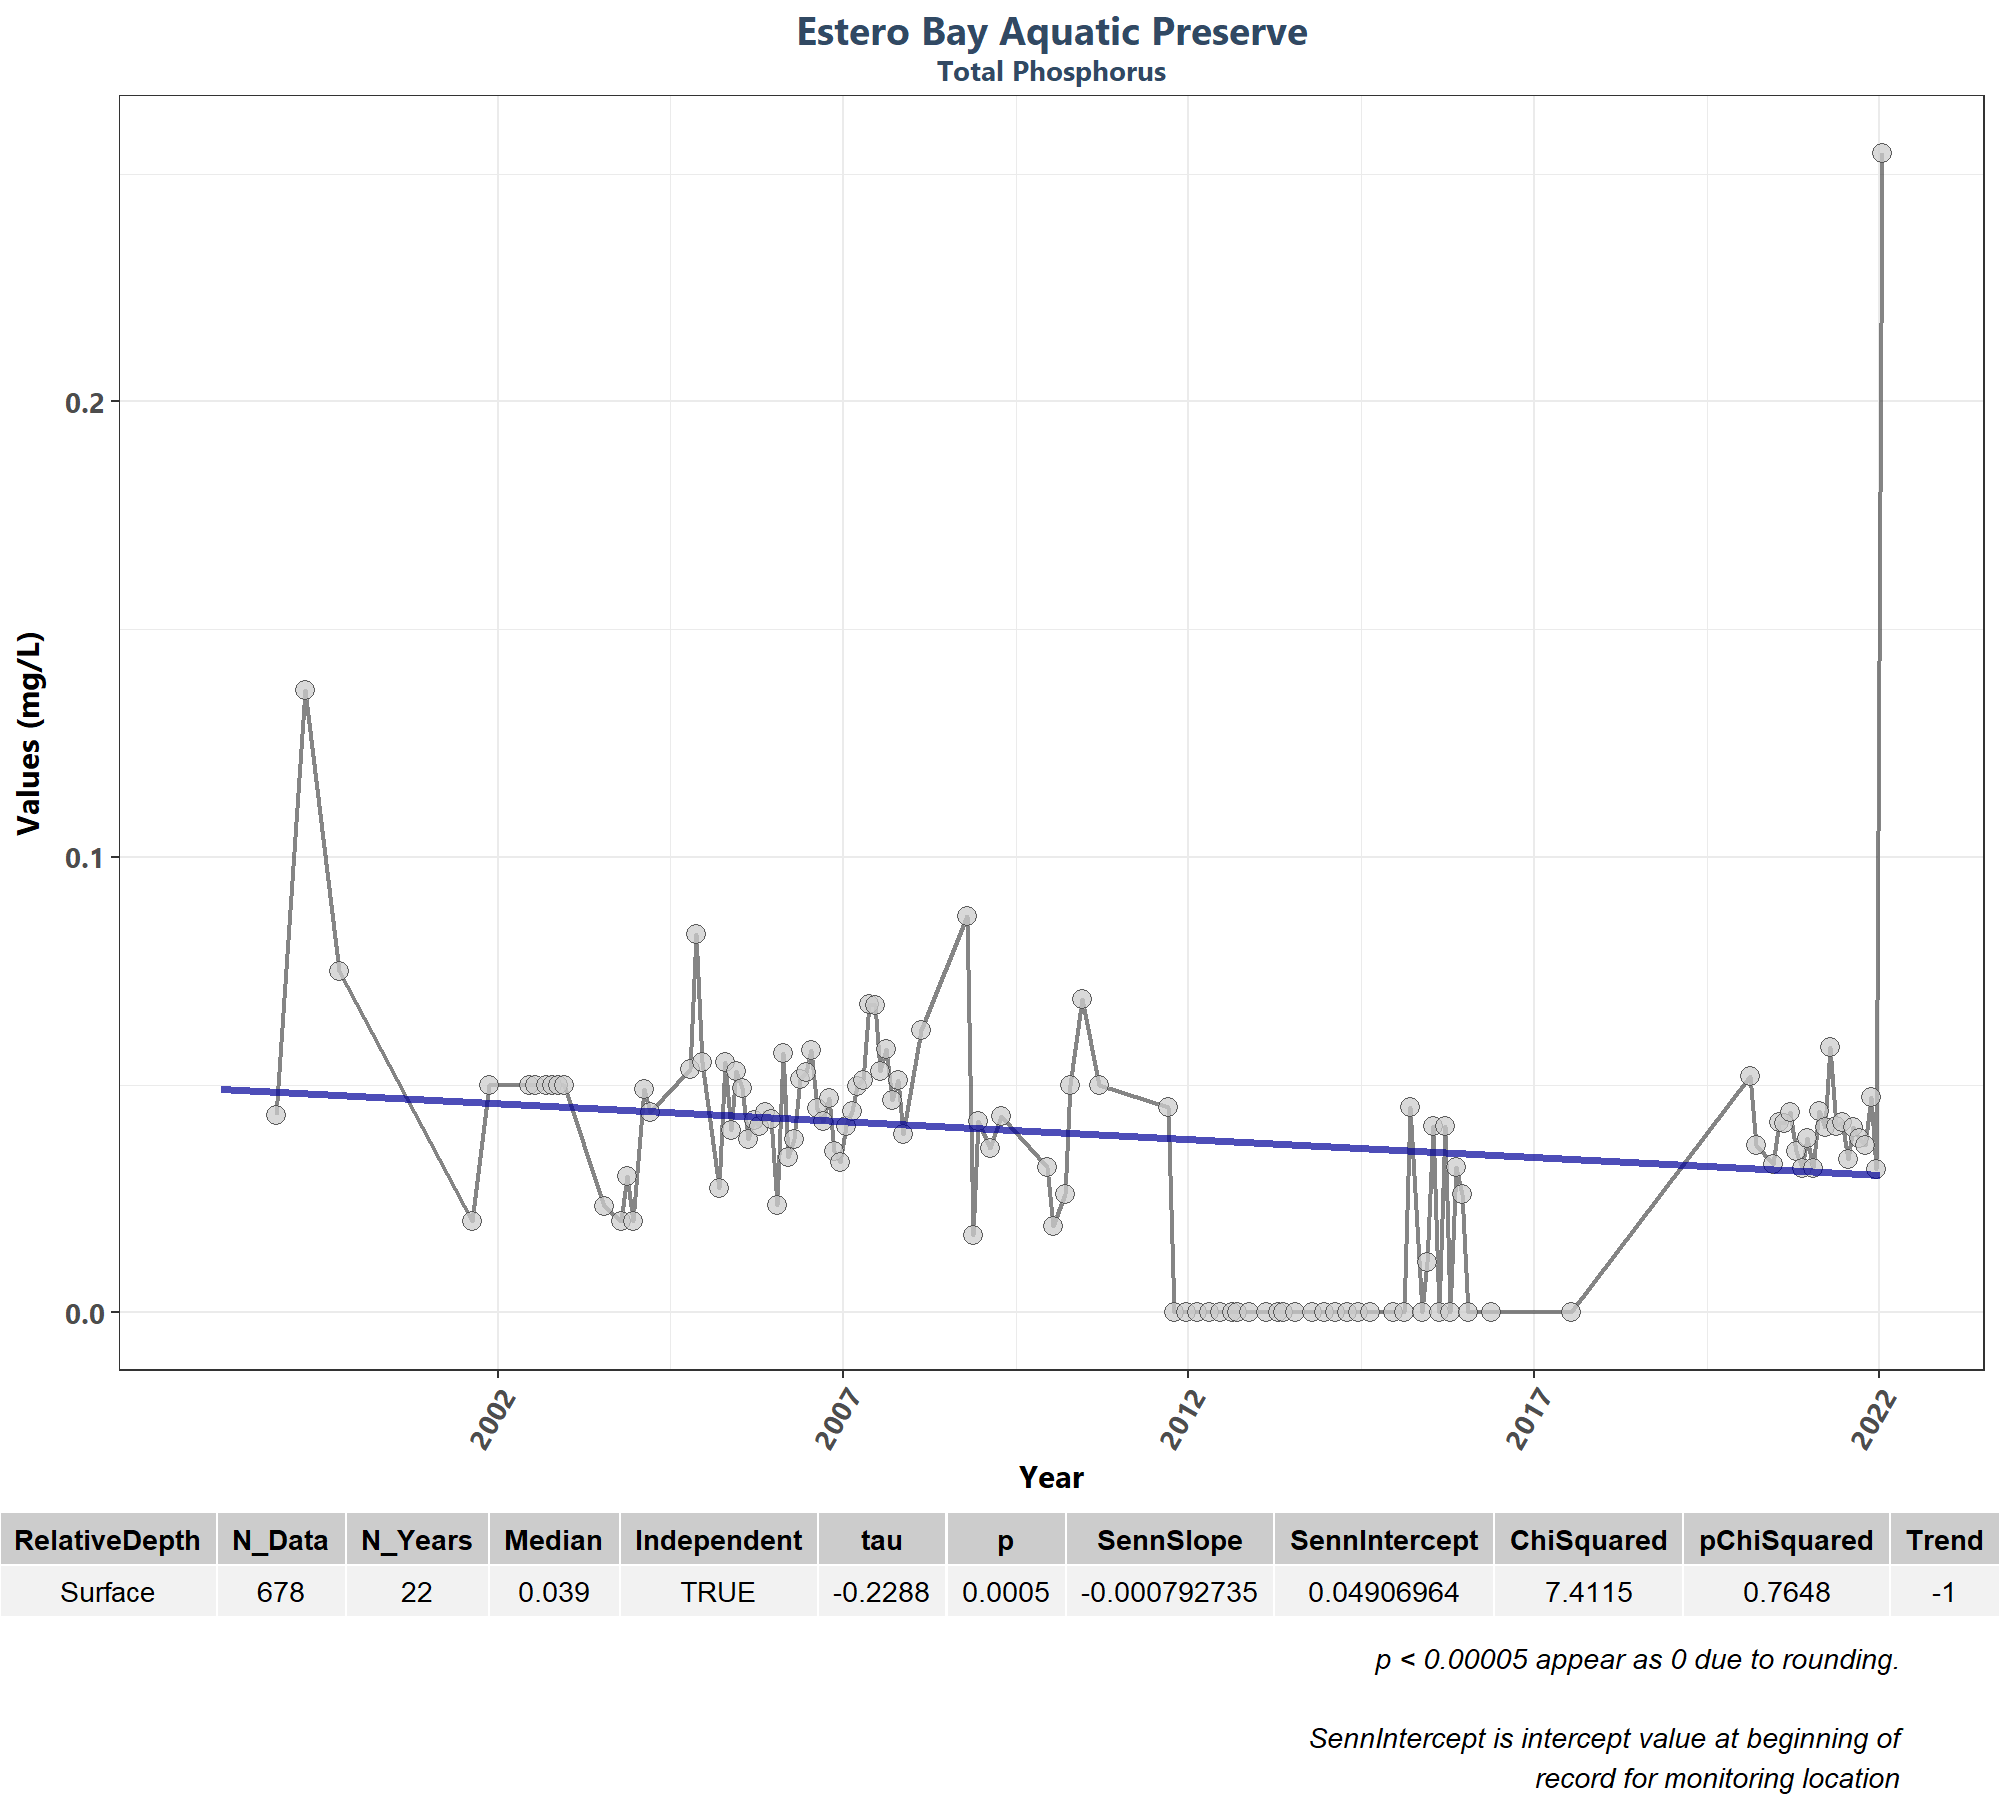 Estero Bay Aquatic Preserve
Total Phosphorus
Values (mg/L)
0.2
0.1
0.0
2002 2007 2012 2017 2022
Year
RelativeDepth N_Data N_Years Median Independent tau p SennSlope SennIntercept ChiSquared pChiSquared Trend
Surface 678 22 0.039 TRUE -0.2288 0.0005 -0.000792735 0.04906964 7.4115 0.7648 -1
p < 0.00005 appear as 0 due to rounding.
SennIntercept is intercept value at beginning of
record for monitoring location